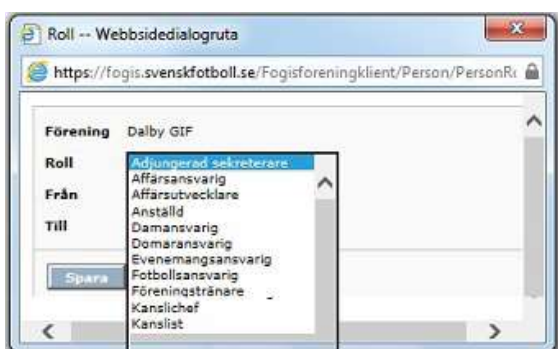 Roll -- Webbsidedialogruta
https://fogis.svenskfotboll.se/Fogisforeningklient/Person/PersonR
Förening Dalby GIF
Roll Adjungerad sekreterare
Affärsansvarig
Från Affärsutvecklare
Anställd
Till Damansvarig
Domaransvarig
Evenemangsansvarig
Spara Fotbollsansvarig
Föreningstränare
Kanslichef
Kanslist